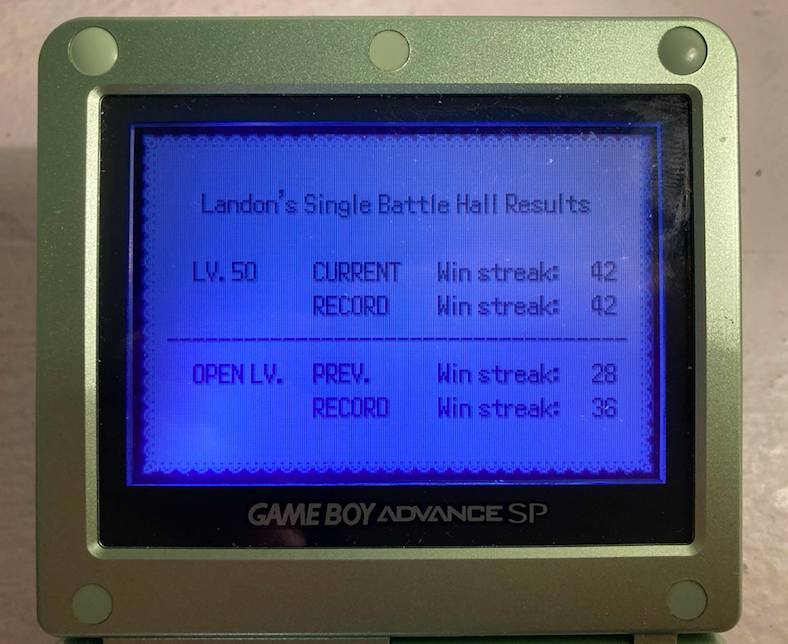 Landon's Single Battle Hall Results
LV. 50 CURRENT Win streak: 42
RECORD Win streak: 42
OPEN LV. PREV. Win streak: 28
RECORD Win streak: 36
GAME BOY ADVANCE SP